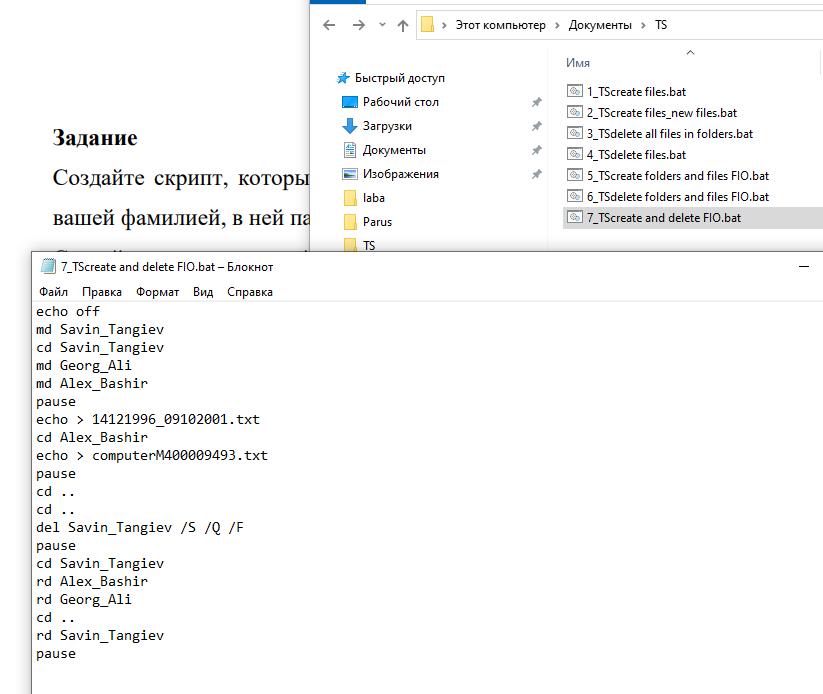 Этот компьютер
Документы
TS
Имя
Быстрый доступ
Рабочий стол
Загрузки
Документы
Изображения
laba
Parus
TS
1_TScreate files.bat
2_TScreate files_new files.bat
3_TSdelete all files in folders.bat
4_TSdelete files.bat
5_TScreate folders and files FIO.bat
6_TSdelete folders and files FIO.bat
7_TScreate and delete FIO.bat
Задание
Создайте скрипт, которы
вашей фамилией, в ней па
7_TScreate and delete FIO.bat – Блокнот
Файл Правка Формат Вид Справка
echo off
md Savin_Tangiev
cd Savin_Tangiev
md Georg_Ali
md Alex_Bashir
pause
echo > 14121996_09102001.txt
cd Alex_Bashir
echo > computerM400009493.txt
pause
cd ..
cd ..
del Savin_Tangiev /S /Q /F
pause
cd Savin_Tangiev
rd Alex_Bashir
rd Georg_Ali
cd ..
rd Savin_Tangiev
pause